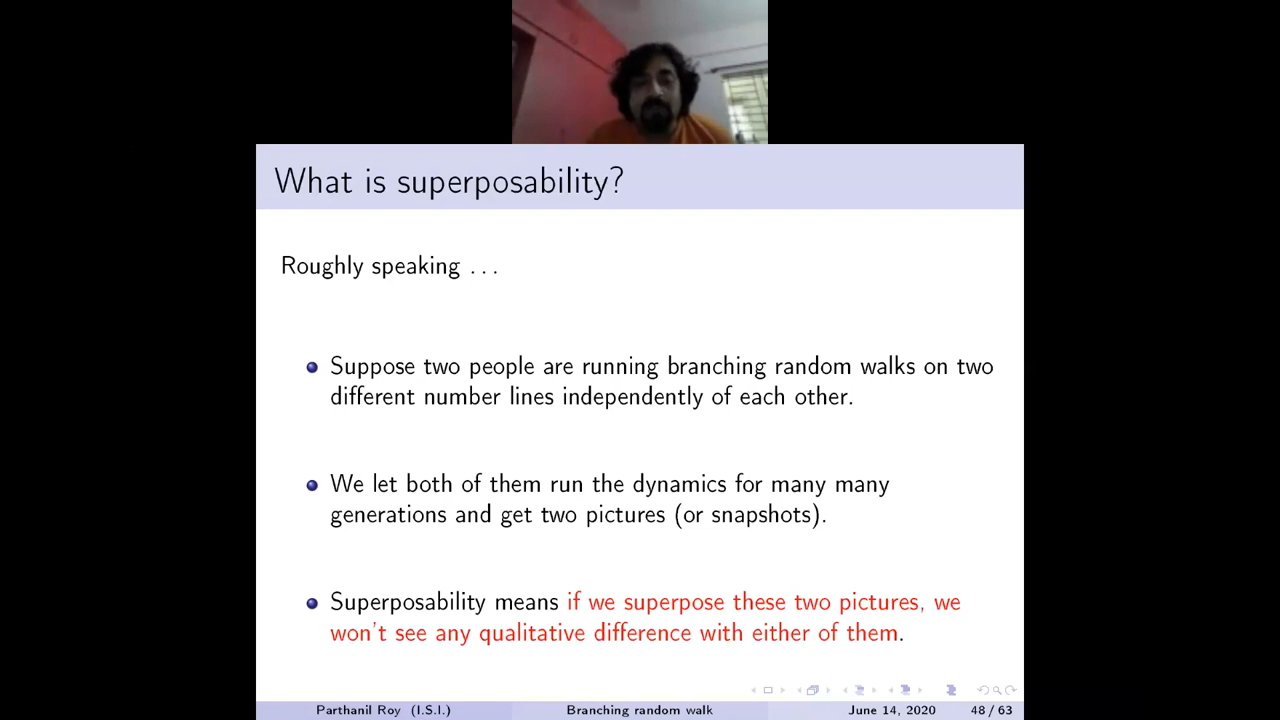 What is superposability?
Roughly speaking . . .
Suppose two people are running branching random walks on two
different number lines independently of each other.
We let both of them run the dynamics for many many
generations and get two pictures (or snapshots).
Superposability means if we superpose these two pictures, we
won't see any qualitative difference with either of them.
Parthanil Roy (I.S.I.) Branching random walk June 14, 2020 48 / 63